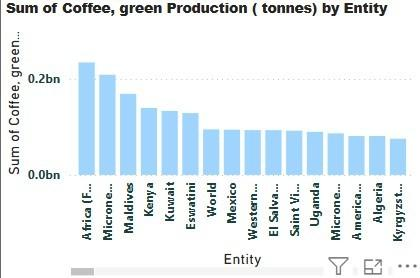 Sum of Coffee, green Production ( tonnes) by Entity
Sum of Coffee, green...
0.2bn
0.0bn
Africa (F...
Microne...
Maldives
Kenya
Kuwait
Eswatini
World
Mexico
Western...
El Salva...
Saint Vi...
Uganda
Microne...
America...
Algeria
Kyrgyzst...
Entity